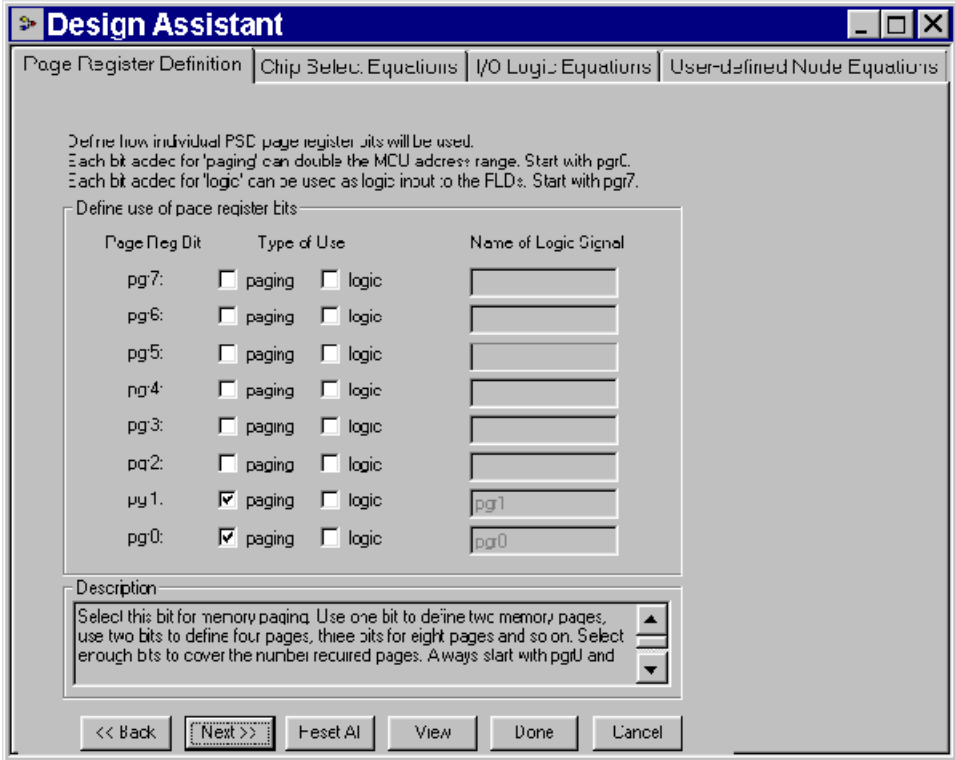 Design Assistant
Page Register Definition Chip Select Equations I/O Logic Equations User-defined Node Equations
Define how individual PSD page register bits will be used.
Each bit added for 'paging' can double the MCU address range. Start with pgr0.
Each bit added for 'logic' can be used as logic input to the PLDs. Start with pgr7.
Define use of page register bits
Page Reg Bit Type of Use Name of Logic Signal
pgr7: paging logic
pgr6: paging logic
pgr5: paging logic
pgr4: paging logic
pgr3: paging logic
pgr2: paging logic
pgr1: paging logic pgr1
pgr0: paging logic pgr0
Description
Select this bit for memory paging. Use one bit to define two memory pages,
use two bits to define four pages, three bits for eight pages and so on. Select
enough bits to cover the number required pages. Always start with pgr0 and
<< Back Next >> Reset All View Done Cancel